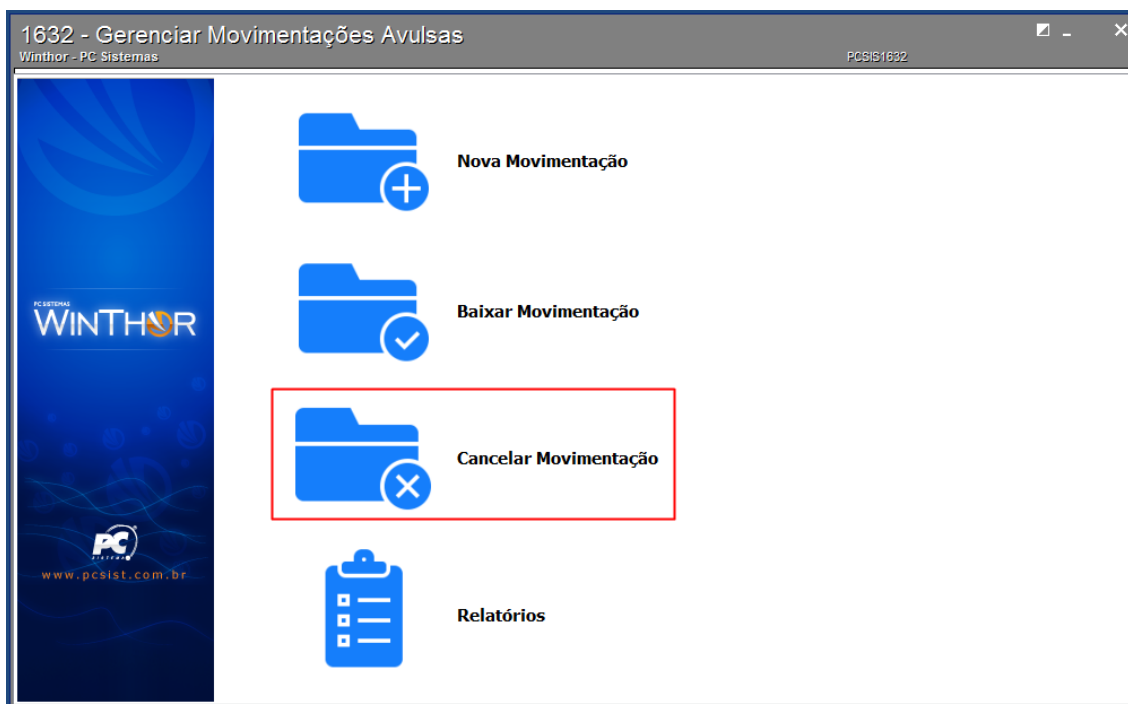 1632 - Gerenciar Movimentações Avulsas
Winthor - PC Sistemas
PCSIS1632
Nova Movimentação
Baixar Movimentação
PC SISTEMAS
WINTHOR
Cancelar Movimentação
PC
SISTEMAS
www.pcsist.com.br
Relatórios